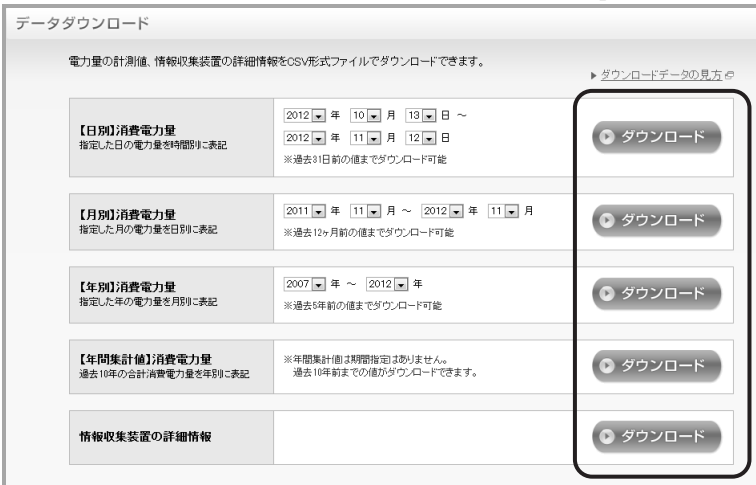 データダウンロード
電力量の計測値、情報収集装置の詳細情報をCSV形式ファイルでダウンロードできます。
ダウンロードデータの見方
【日別】消費電力量
指定した日の電力量を時間別に表記
2012 年 10 月 13 日 ～
2012 年 11 月 12 日
※過去31日前の値までダウンロード可能
ダウンロード
【月別】消費電力量
指定した月の電力量を日別に表記
2011 年 11 月 ～ 2012 年 11 月
※過去12ヶ月前の値までダウンロード可能
ダウンロード
【年別】消費電力量
指定した年の電力量を月別に表記
2007 年 ～ 2012 年
※過去5年前の値までダウンロード可能
ダウンロード
【年間集計値】消費電力量
過去10年の合計消費電力量を年別に表記
※年間集計値は期間指定はありません。
過去10年前までの値がダウンロードできます。
ダウンロード
情報収集装置の詳細情報
ダウンロード